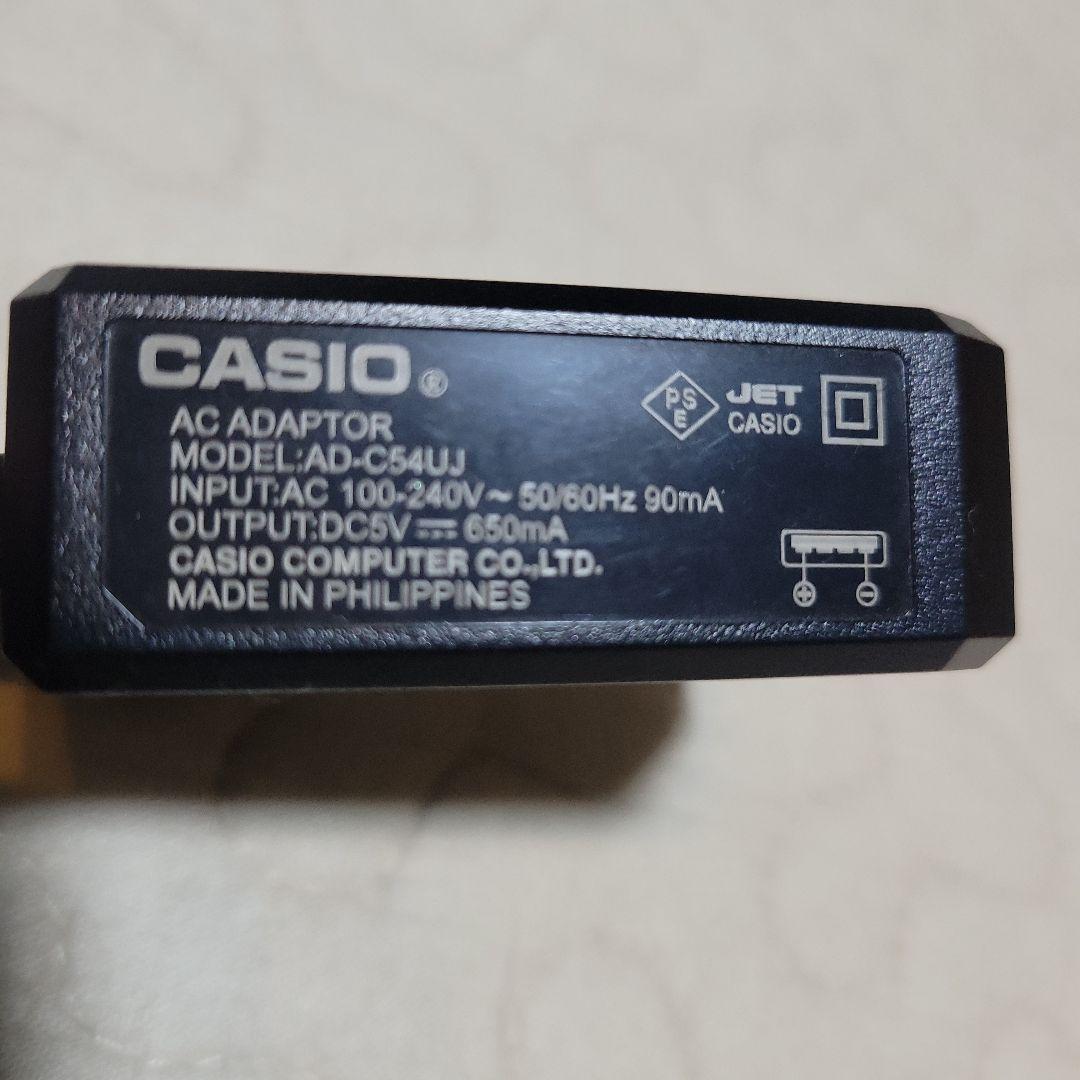 CASIO®
AC ADAPTOR
MODEL:AD-C54UJ
INPUT:AC 100-240V~50/60Hz 90mA
OUTPUT:DC5V⎓650mA
CASIO COMPUTER CO.,LTD.
MADE IN PHILIPPINES
PS
E
JET
CASIO
+ -